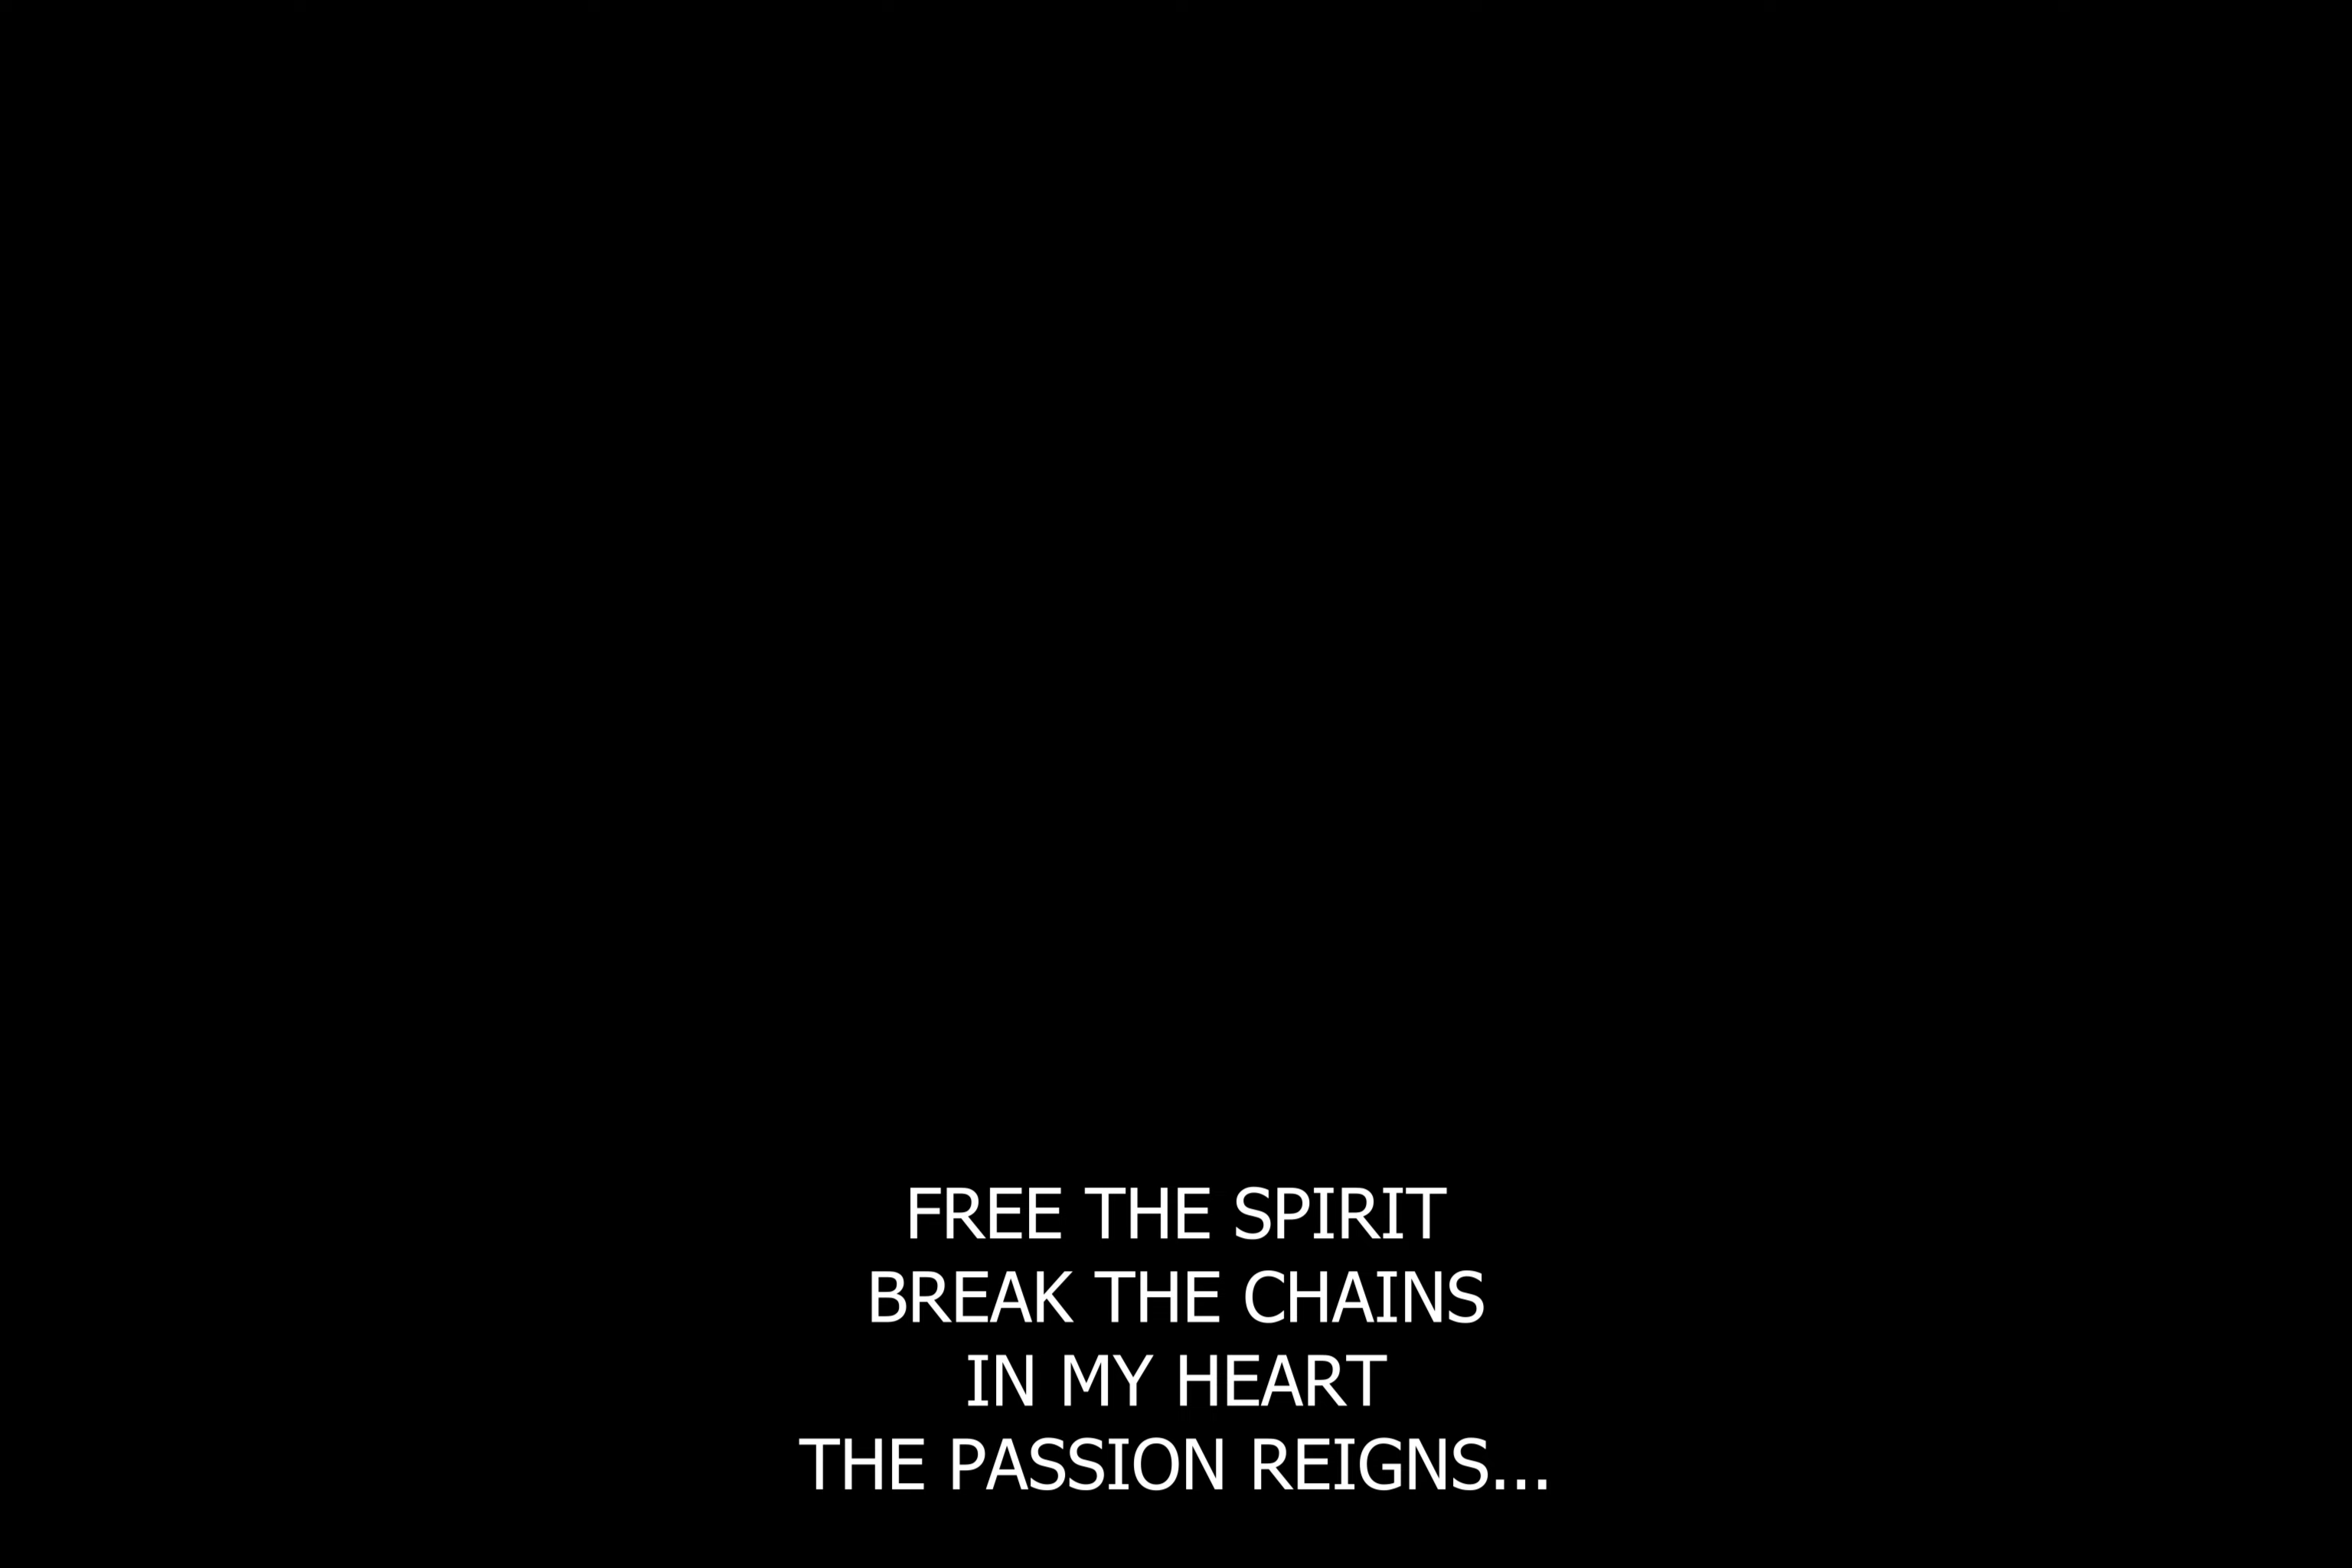 FREE THE SPIRIT
BREAK THE CHAINS
IN MY HEART
THE PASSION REIGNS...